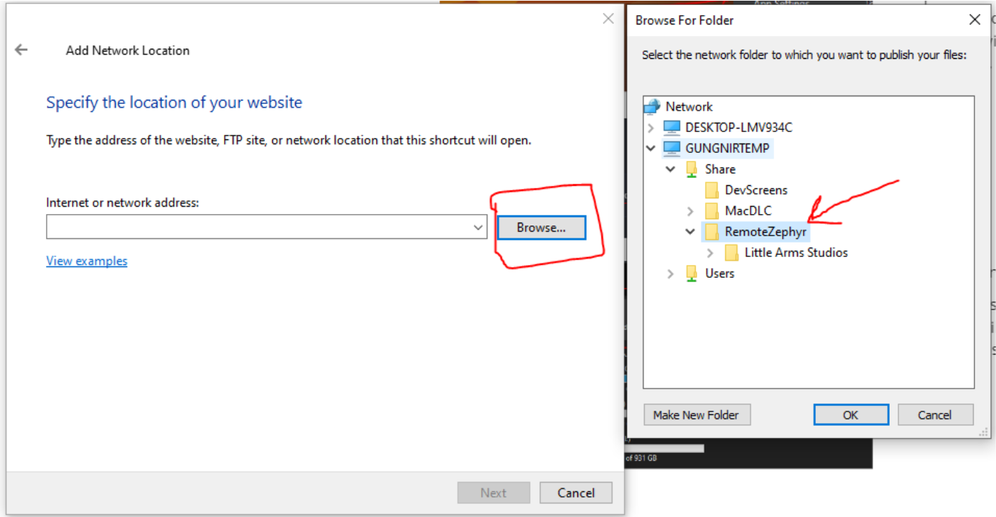 Add Network Location
Specify the location of your website
Type the address of the website, FTP site, or network location that this shortcut will open.
Internet or network address:
Browse...
View examples
Next
Cancel
App Settings
Browse For Folder
Select the network folder to which you want to publish your files:
Network
DESKTOP-LMV934C
GUNGNIRTEMP
Share
DevScreens
MacDLC
RemoteZephyr
Little Arms Studios
Users
Make New Folder
OK
Cancel
of 931 GB